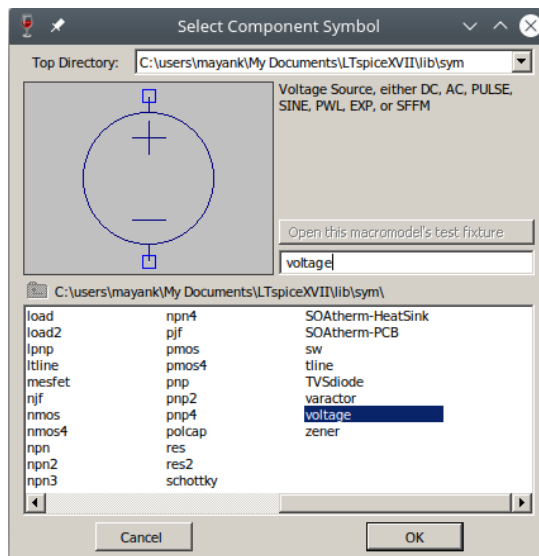 Select Component Symbol
Top Directory: C:\users\mayank\My Documents\LTspiceXVII\lib\sym
Voltage Source, either DC, AC, PULSE,
SINE, PWL, EXP, or SFFM
Open this macromodel's test fixture
voltage
C:\users\mayank\My Documents\LTspiceXVII\lib\sym\
load
load2
lpnp
ltline
mesfet
njf
nmos
nmos4
npn
npn2
npn3
npn4
pjf
pmos
pmos4
pnp
pnp2
pnp4
polcap
res
res2
schottky
SOAtherm-HeatSink
SOAtherm-PCB
sw
tline
TVSdiode
varactor
voltage
zener
Cancel
OK